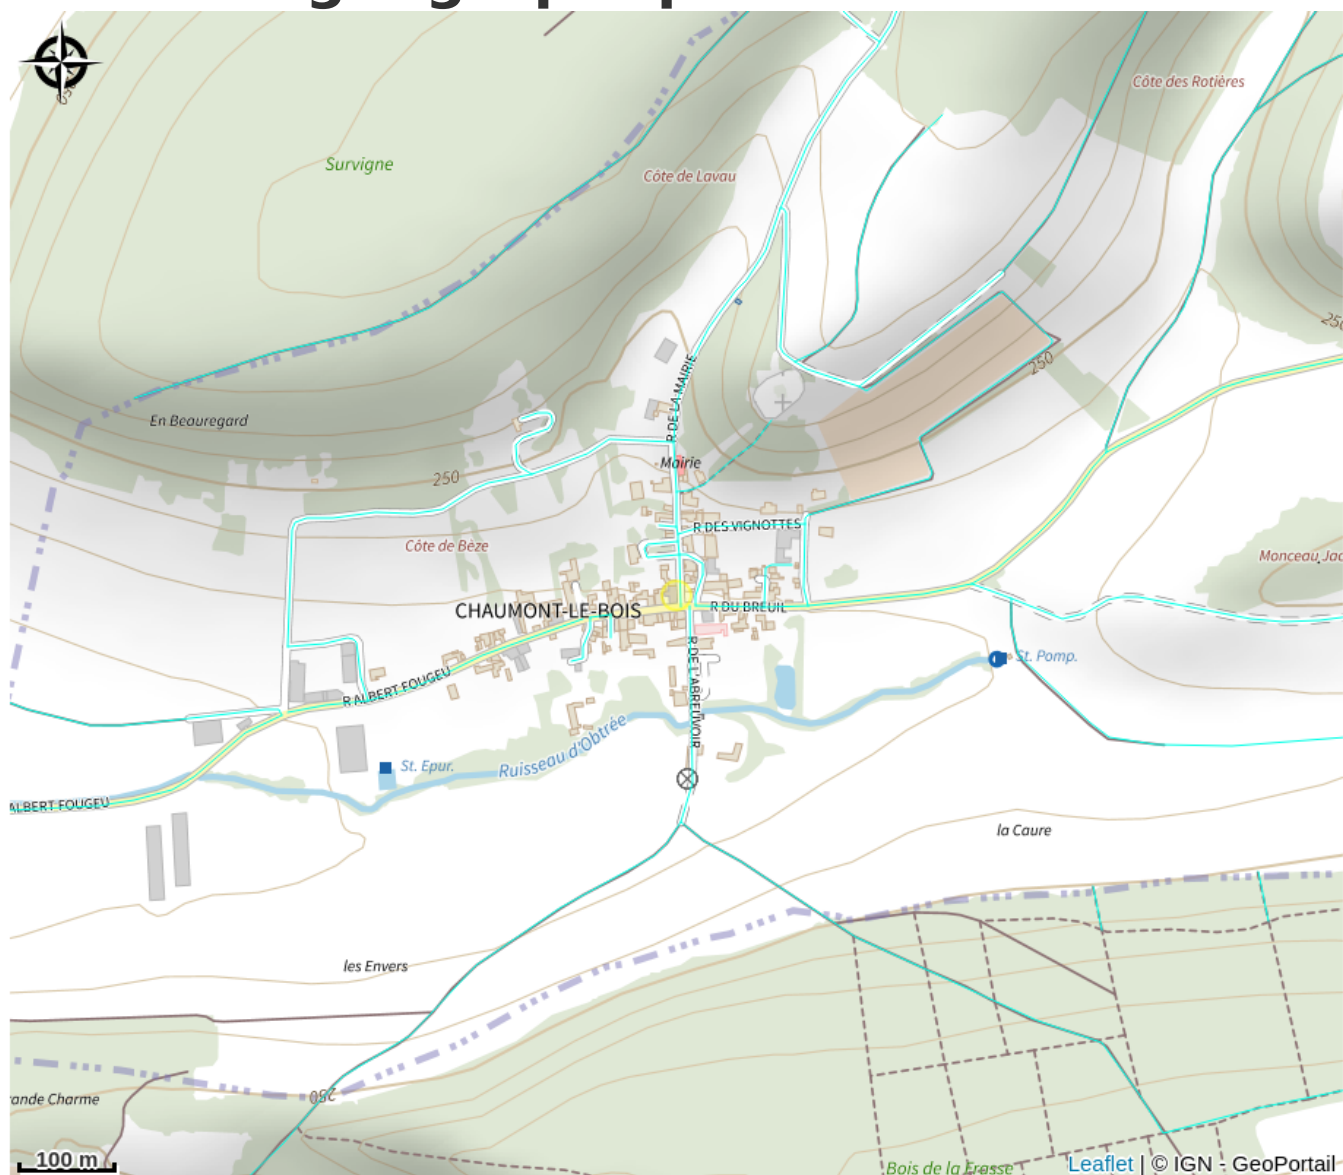 Côte des Rotières
Survigne
Côte de Lavau
R DE LA MAIRIE
250
En Beauregard
Mairie
250
R DES VIGNOTTES
Côte de Bèze
Monceau Jac
CHAUMONT-LE-BOIS
R DU BREUIL
R DE L'ABREUVOIR
St. Pomp.
R ALBERT FOUGEU
Ruisseau d'Obtrée
St. Epur.
ALBERT FOUGEU
la Caure
les Envers
250
ande Charme
100 m
Bois de la Frasse
Leaflet | © IGN - GeoPortail